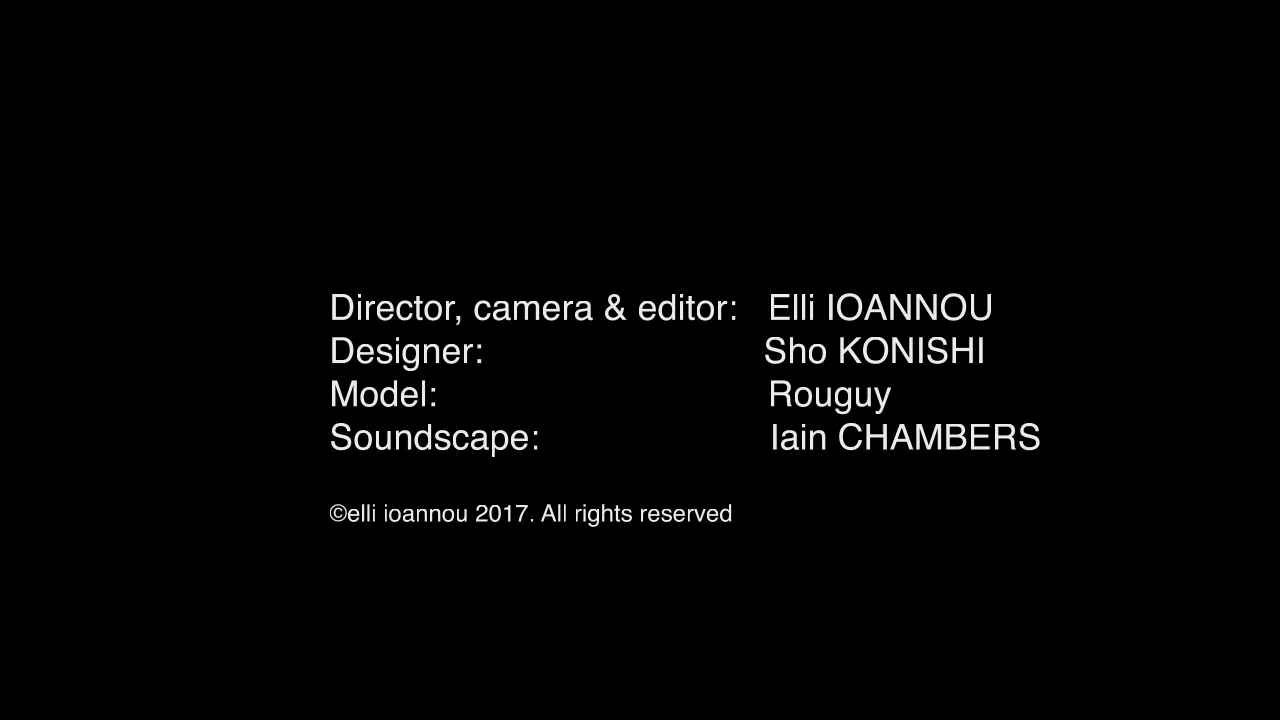 Director, camera & editor: Elli IOANNOU
Designer: Sho KONISHI
Model: Rouguy
Soundscape: Iain CHAMBERS
©elli ioannou 2017. All rights reserved